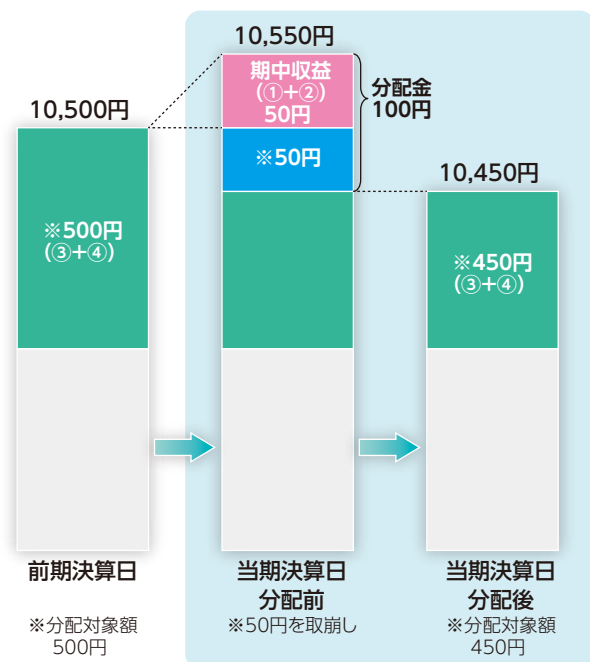 10,550円
期中収益
(①+②)
50円
分配金
100円
10,500円
※50円
10,450円
※500円
(③+④)
※450円
(③+④)
前期決算日
当期決算日
分配前
当期決算日
分配後
※分配対象額
500円
※50円を取崩し
※分配対象額
450円